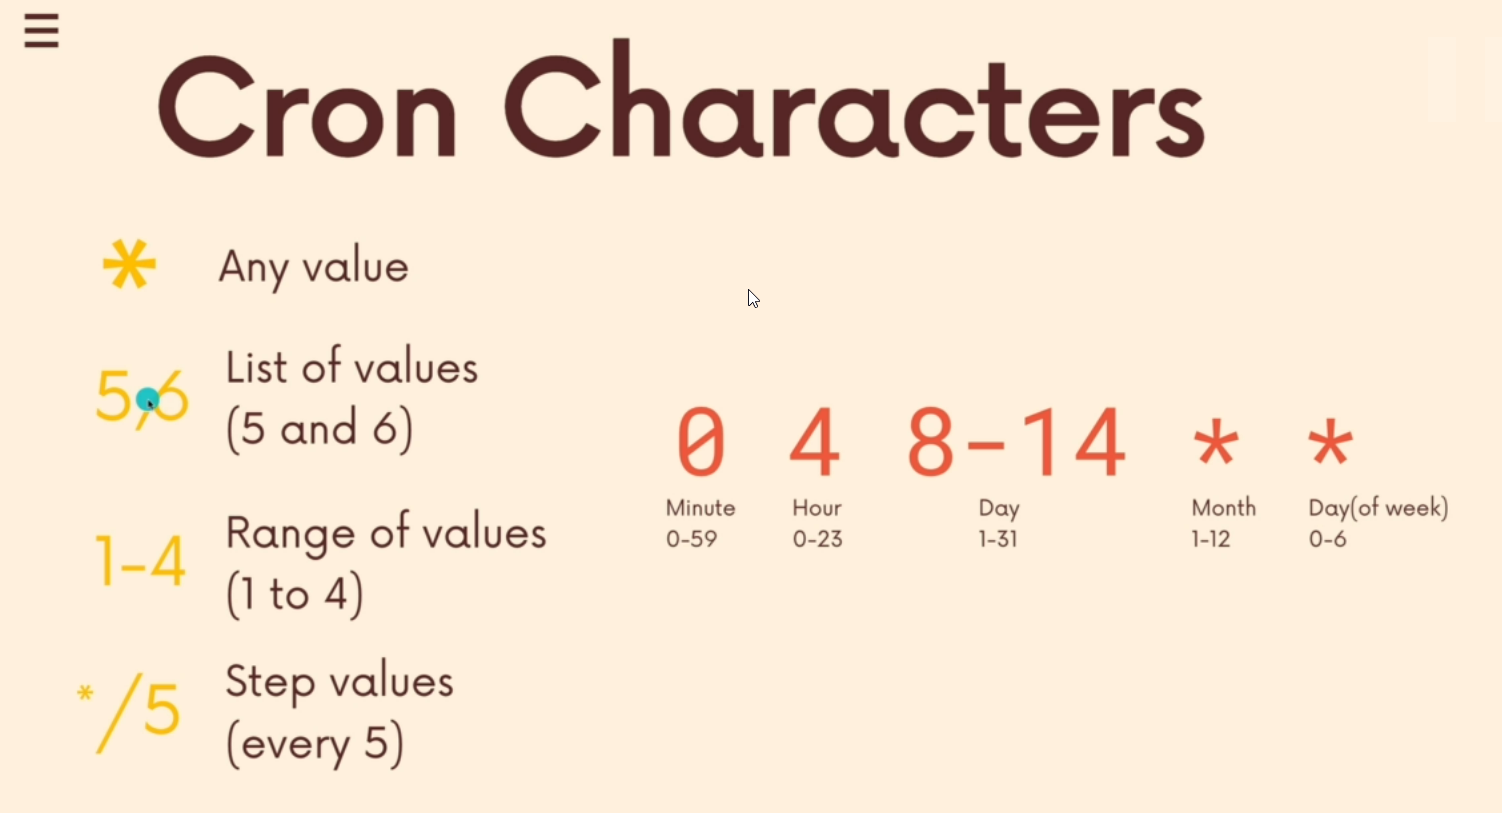 Cron Characters
* Any value
5,6 List of values
(5 and 6)
1-4 Range of values
(1 to 4)
*/5 Step values
(every 5)
0 4 8-14 * *
Minute Hour Day Month Day(of week)
0-59 0-23 1-31 1-12 0-6